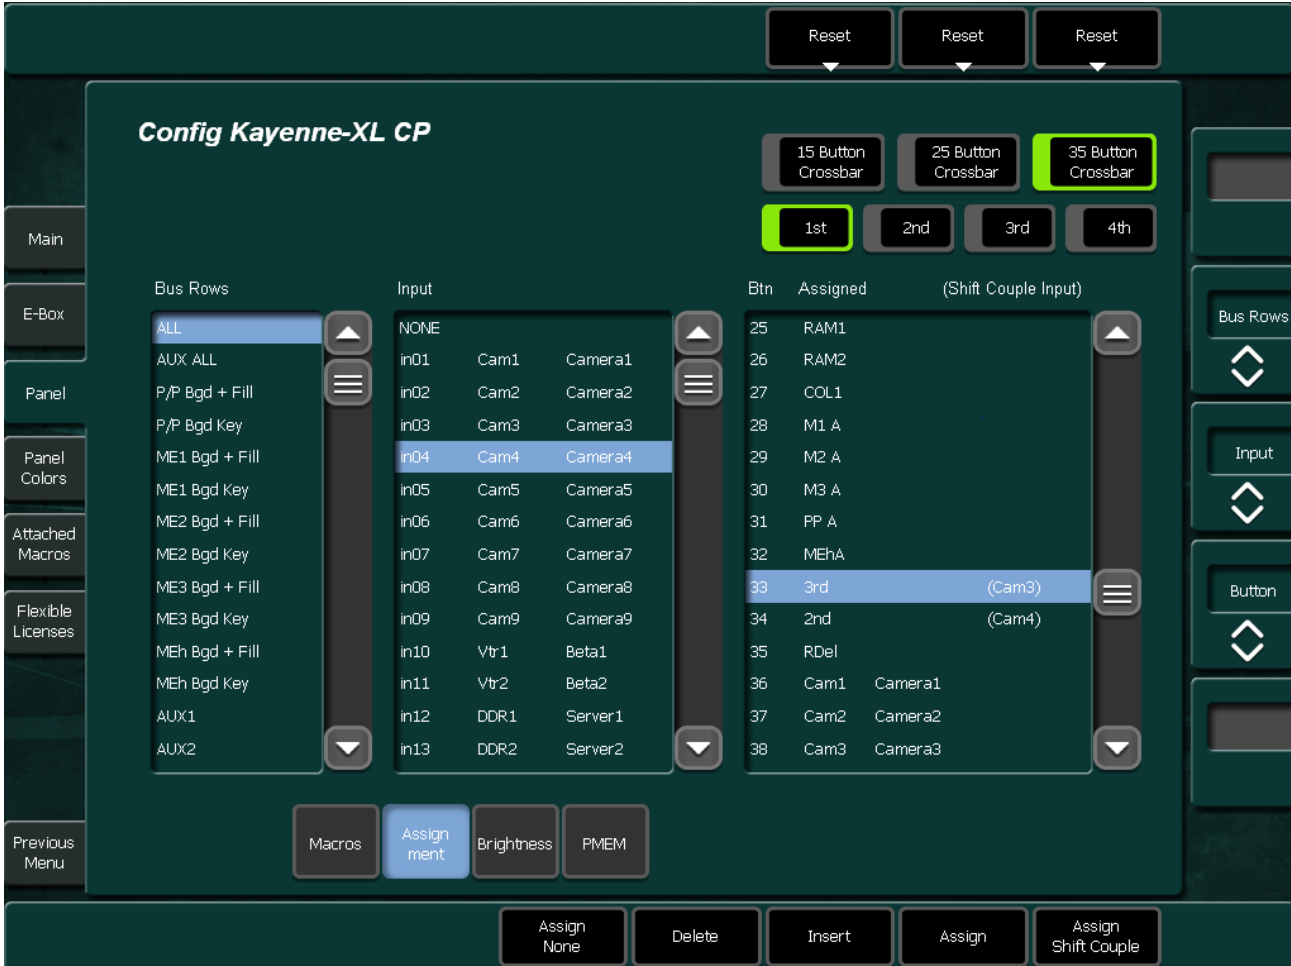 Reset Reset Reset
Config Kayenne-XL CP
15 Button Crossbar 25 Button Crossbar 35 Button Crossbar
1st 2nd 3rd 4th
Main
E-Box
Panel
Panel Colors
Attached Macros
Flexible Licenses
Previous Menu
Bus Rows
ALL
AUX ALL
P/P Bgd + Fill
P/P Bgd Key
ME1 Bgd + Fill
ME1 Bgd Key
ME2 Bgd + Fill
ME2 Bgd Key
ME3 Bgd + Fill
ME3 Bgd Key
MEh Bgd + Fill
MEh Bgd Key
AUX1
AUX2
Input
NONE
in01 Cam1 Camera1
in02 Cam2 Camera2
in03 Cam3 Camera3
in04 Cam4 Camera4
in05 Cam5 Camera5
in06 Cam6 Camera6
in07 Cam7 Camera7
in08 Cam8 Camera8
in09 Cam9 Camera9
in10 Vtr1 Beta1
in11 Vtr2 Beta2
in12 DDR1 Server1
in13 DDR2 Server2
Btn Assigned (Shift Couple Input)
25 RAM1
26 RAM2
27 COL1
28 M1 A
29 M2 A
30 M3 A
31 PP A
32 MEhA
33 3rd (Cam3)
34 2nd (Cam4)
35 RDel
36 Cam1 Camera1
37 Cam2 Camera2
38 Cam3 Camera3
Bus Rows
Input
Button
Macros Assign ment Brightness PMEM
Assign None Delete Insert Assign Assign Shift Couple